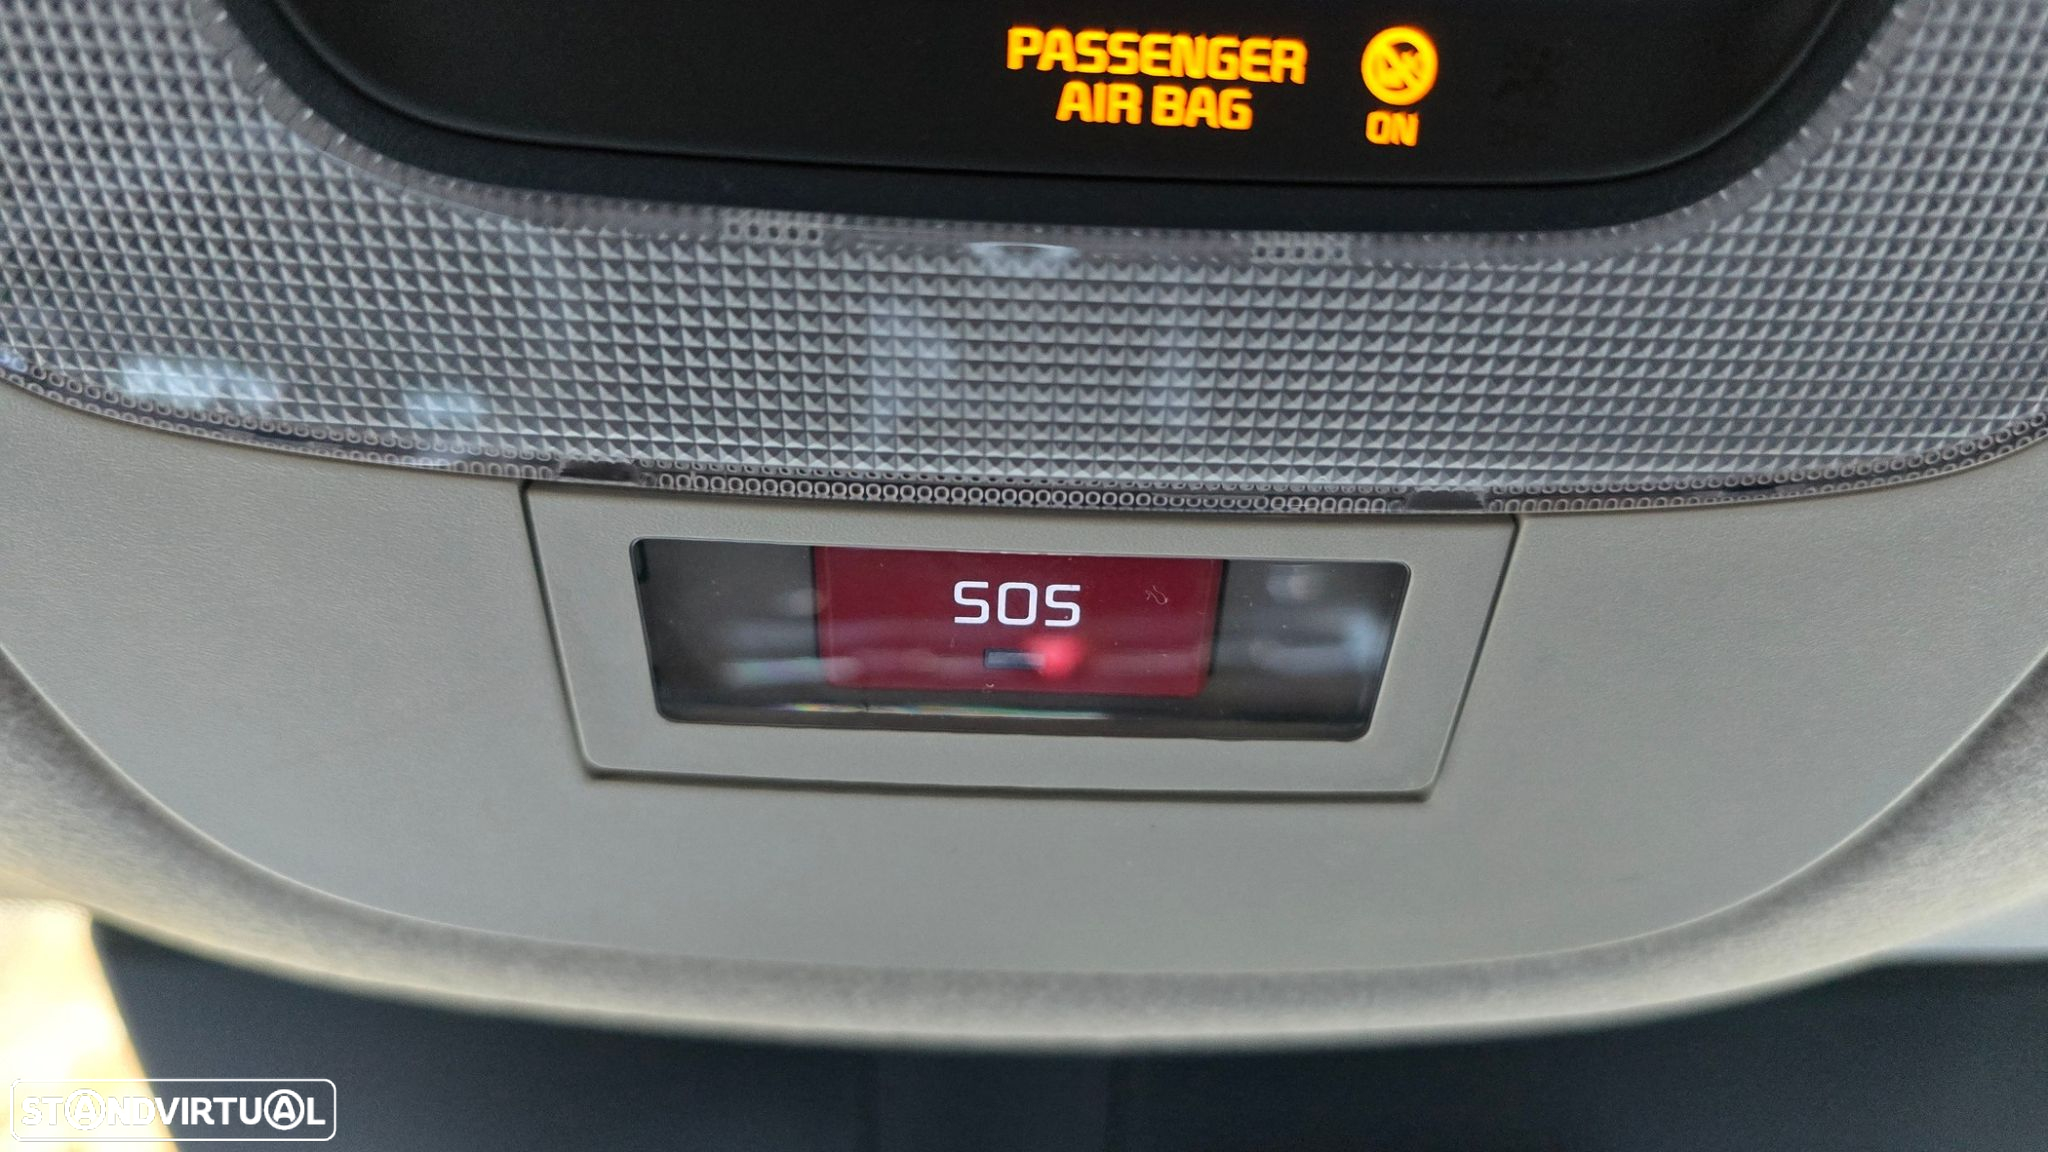 PASSENGER
AIR BAG
ON
SOS
STANDVIRTUAL